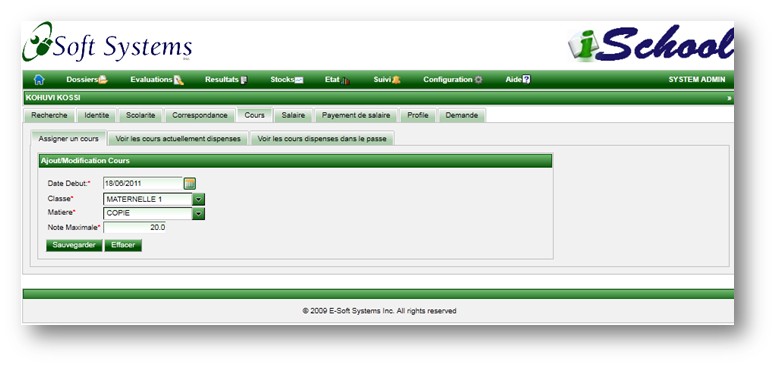 eSoft Systems
iSchool
Dossiers Evaluations Resultats Stocks Etat Suivi Configuration Aide SYSTEM ADMIN
KOHUVI KOSSI »
Recherche Identite Scolarite Correspondance Cours Salaire Payement de salaire Profile Demande
Assigner un cours Voir les cours actuellement dispenses Voir les cours dispenses dans le passe
Ajout/Modification Cours
Date Debut:* 18/06/2011
Classe* MATERNELLE 1
Matiere* COPIE
Note Maximale* 20.0
Sauvegarder Effacer
© 2009 E-Soft Systems Inc. All rights reserved